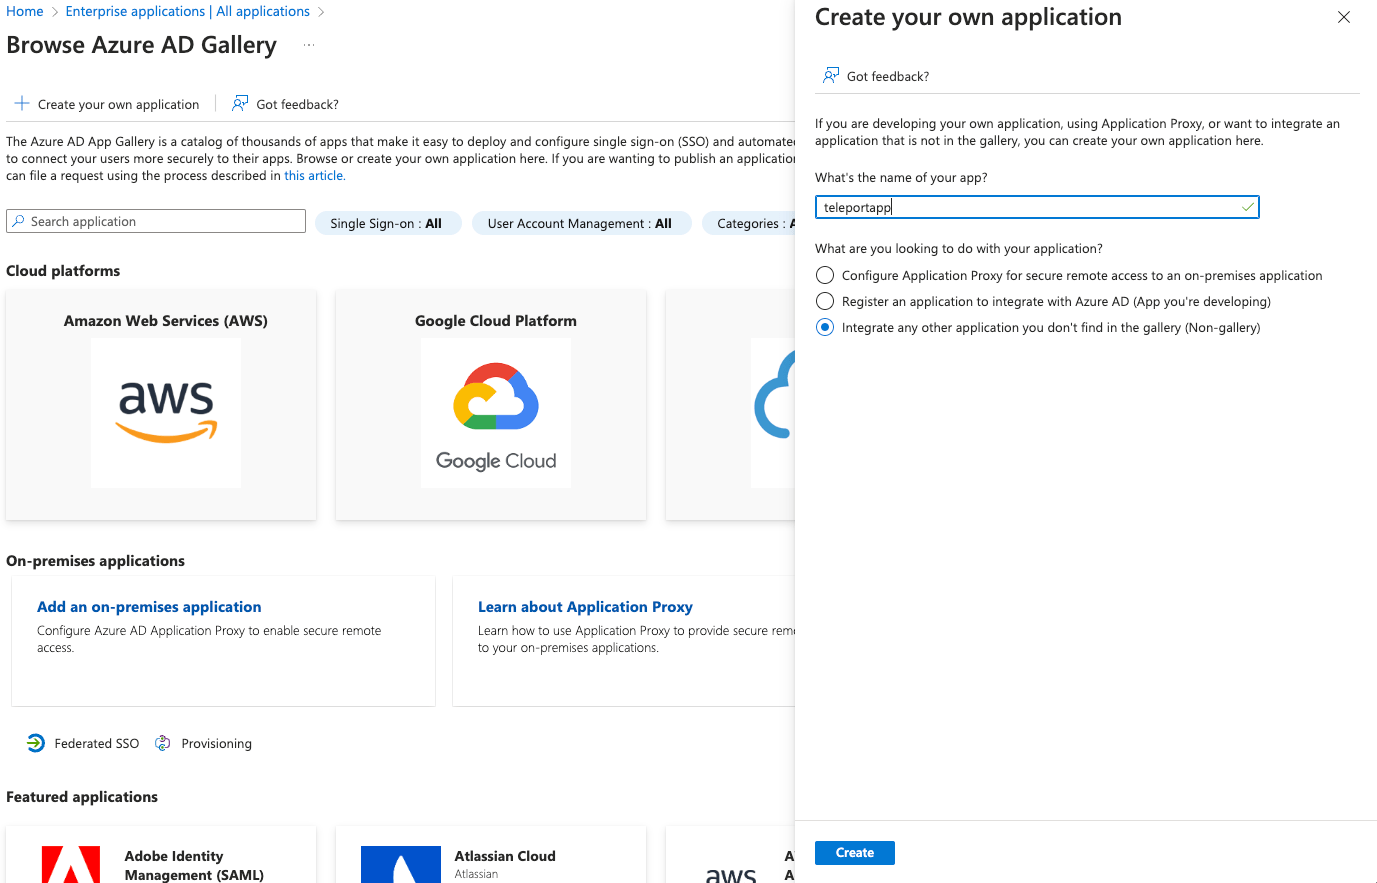 Home > Enterprise applications | All applications >
Browse Azure AD Gallery ...
Create your own application
Got feedback?
The Azure AD App Gallery is a catalog of thousands of apps that make it easy to deploy and configure single sign-on (SSO) and automated
to connect your users more securely to their apps. Browse or create your own application here. If you are wanting to publish an application
can file a request using the process described in this article.
Search application
Single Sign-on : All
User Account Management : All
Categories :
Cloud platforms
Amazon Web Services (AWS)
aws
Google Cloud Platform
Google Cloud
On-premises applications
Add an on-premises application
Configure Azure AD Application Proxy to enable secure remote
access.
Learn about Application Proxy
Learn how to use Application Proxy to provide secure
to your on-premises applications.
Federated SSO
Provisioning
Featured applications
Adobe Identity
Management (SAML)
Atlassian Cloud
Atlassian
aws
Create your own application
Got feedback?
If you are developing your own application, using Application Proxy, or want to integrate an
application that is not in the gallery, you can create your own application here.
What's the name of your app?
teleportapp
What are you looking to do with your application?
Configure Application Proxy for secure remote access to an on-premises application
Register an application to integrate with Azure AD (App you're developing)
Integrate any other application you don't find in the gallery (Non-gallery)
Create